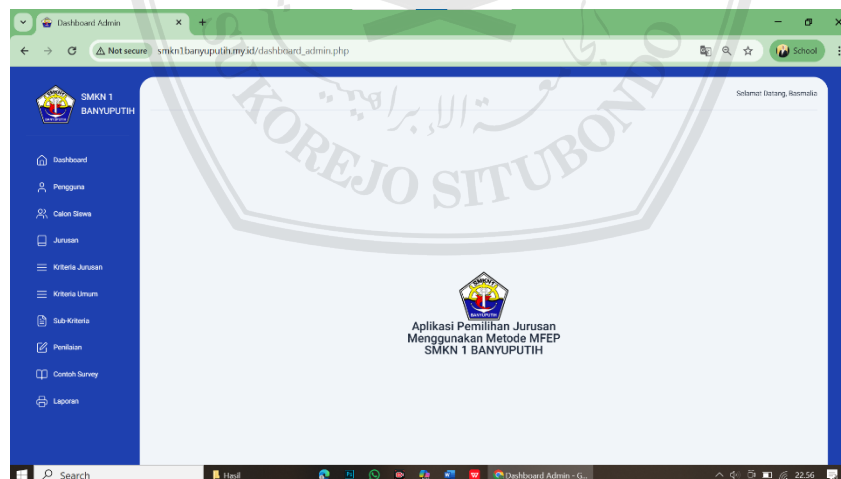 Dashboard Admin
Not secure smkn1banyuputih.my.id/dashboard_admin.php
School
SMKN 1
BANYUPUTIH
Selamat Datang, Basmalia
Dashboard
Pengguna
Calon Siswa
Jurusan
Kriteria Jurusan
Kriteria Umum
Sub-Kriteria
Penilaian
Contoh Survey
Laporan
SMKN1
BANYUPUTIH
Aplikasi Pemilihan Jurusan
Menggunakan Metode MFEP
SMKN 1 BANYUPUTIH
SUKOREJO SITUBONDO
Search
Hasil
Dashboard Admin - G...
22.56